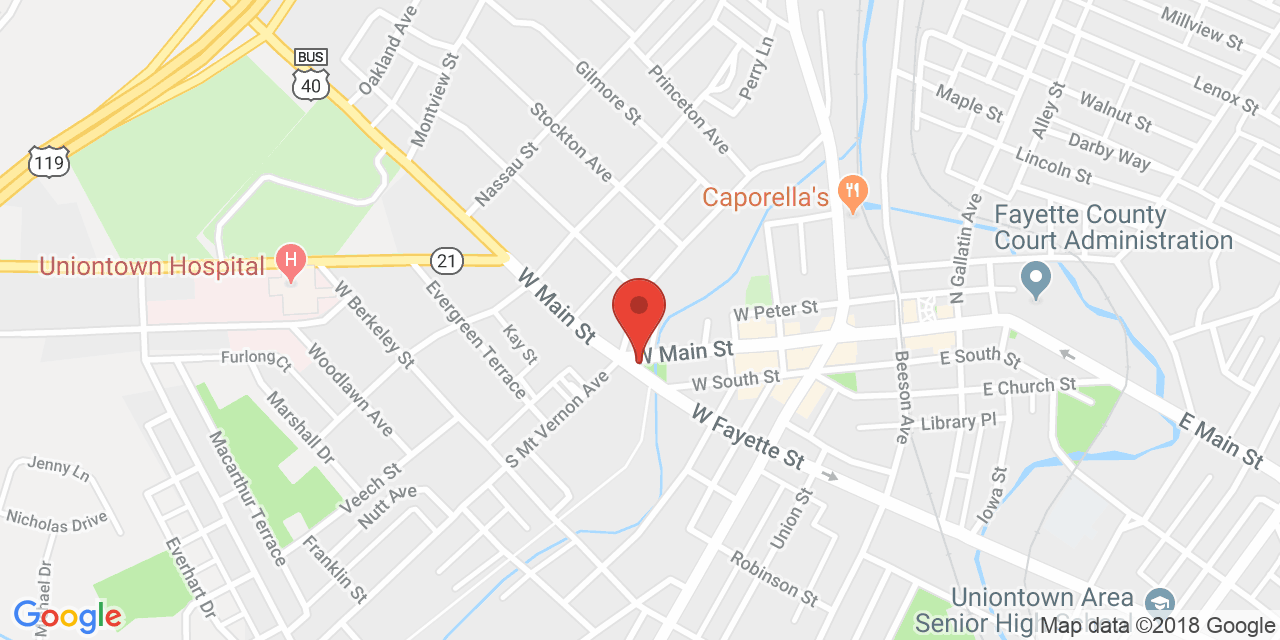 Millview St
Oakland Ave
Perry Ln
BUS
40
Montview St
Gilmore St
Princeton Ave
Lenox St
Maple St
Walnut St
Alley St
Stockton Ave
Darby Way
119
Lincoln St
Nassau St
Caporella's
Fayette County
Court Administration
N Gallatin Ave
Uniontown Hospital
H
21
W Main St
W Berkeley St
Evergreen Terrace
W Peter St
Kay St
W Main St
Furlong Ct
W South St
E South St
Woodlawn Ave
E Church St
Beeson Ave
Marshall Dr
S Mt Vernon Ave
W Fayette St
Library Pl
E Main St
Macarthur Terrace
Jenny Ln
Veech St
Nutt Ave
Iowa St
Union St
Nicholas Drive
Franklin St
Everhart Dr
Robinson St
Uniontown Area
Senior High
Google
Map data ©2018 Google